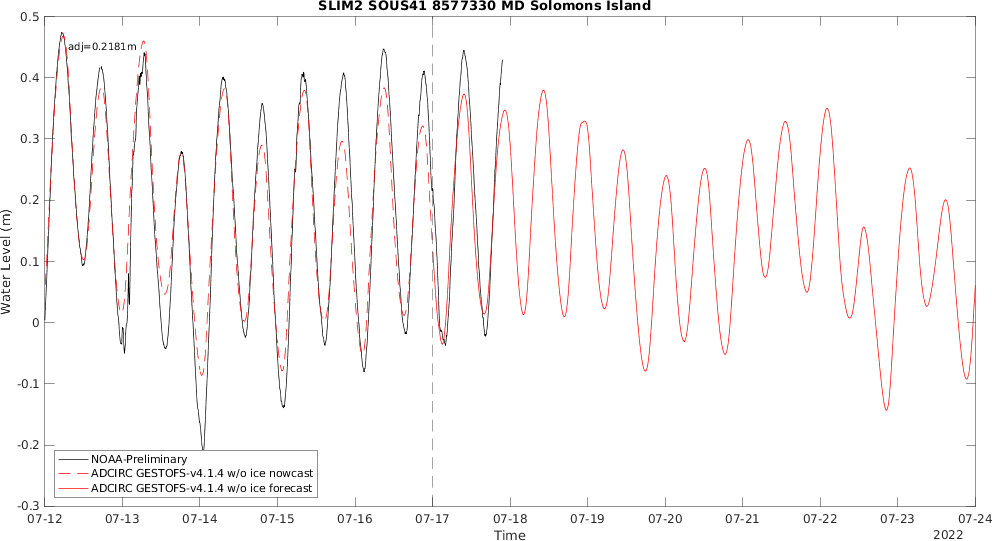 SLIM2 SOUS41 8577330 MD Solomons Island
adj=0.2181m
0.5
0.4
0.3
0.2
0.1
0
-0.1
-0.2
-0.3
Water Level (m)
NOAA-Preliminary
ADCIRC GESTOFS-v4.1.4 w/o ice nowcast
ADCIRC GESTOFS-v4.1.4 w/o ice forecast
07-12 07-13 07-14 07-15 07-16 07-17 07-18 07-19 07-20 07-21 07-22 07-23 07-24
Time
2022